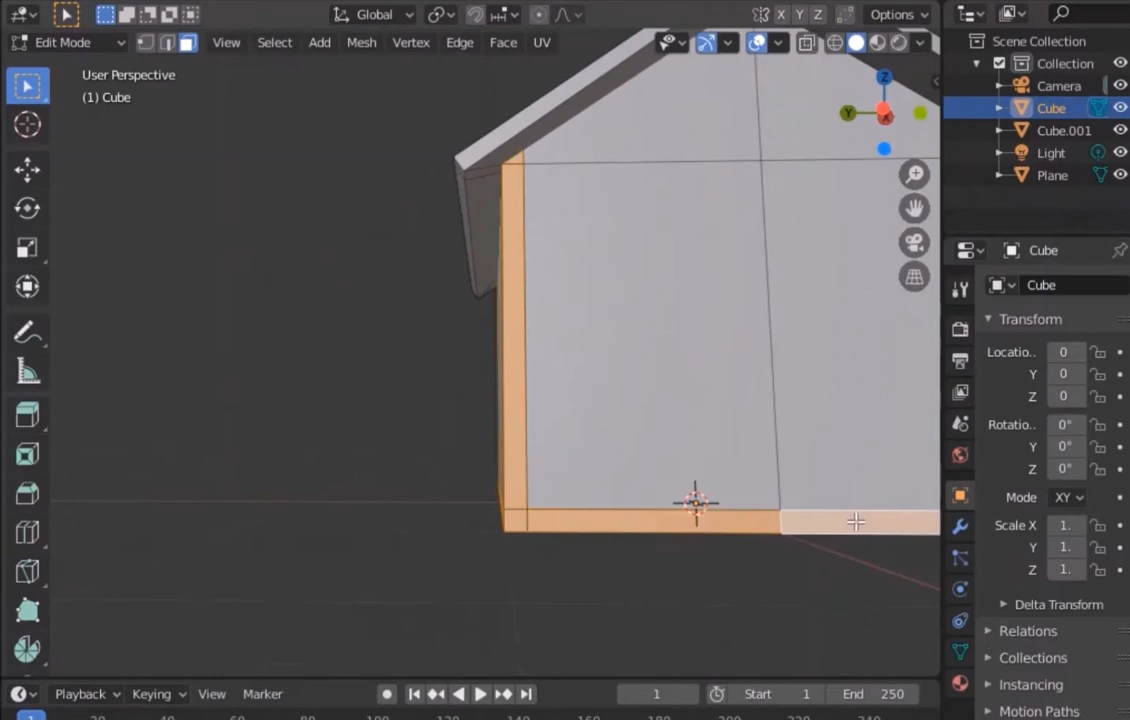 Global
X Y Z
Options
Edit Mode
View Select Add Mesh Vertex Edge Face UV
User Perspective
(1) Cube
Z
Y
X
Scene Collection
Collection
Camera
Cube
Cube.001
Light
Plane
Cube
Cube
Transform
Locatio.. 0
Y 0
Z 0
Rotatio.. 0°
Y 0°
Z 0°
Mode XY
Scale X 1.
Y 1.
Z 1.
Delta Transform
Relations
Collections
Instancing
Motion Paths
Playback Keying View Marker
1
Start 1 End 250
1